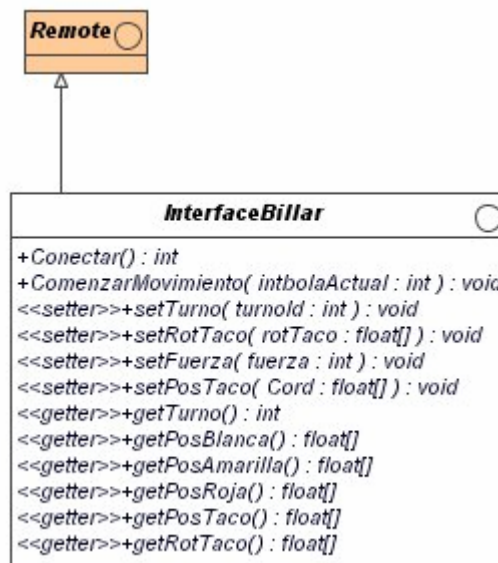 Remote
InterfaceBillar
+Conectar() : int
+ComenzarMovimiento( intbolaActual : int ) : void
<<setter>>+setTurno( turnoId : int ) : void
<<setter>>+setRotTaco( rotTaco : float[] ) : void
<<setter>>+setFuerza( fuerza : int ) : void
<<setter>>+setPosTaco( Cord : float[] ) : void
<<getter>>+getTurno() : int
<<getter>>+getPosBlanca() : float[]
<<getter>>+getPosAmarilla() : float[]
<<getter>>+getPosRoja() : float[]
<<getter>>+getPosTaco() : float[]
<<getter>>+getRotTaco() : float[]